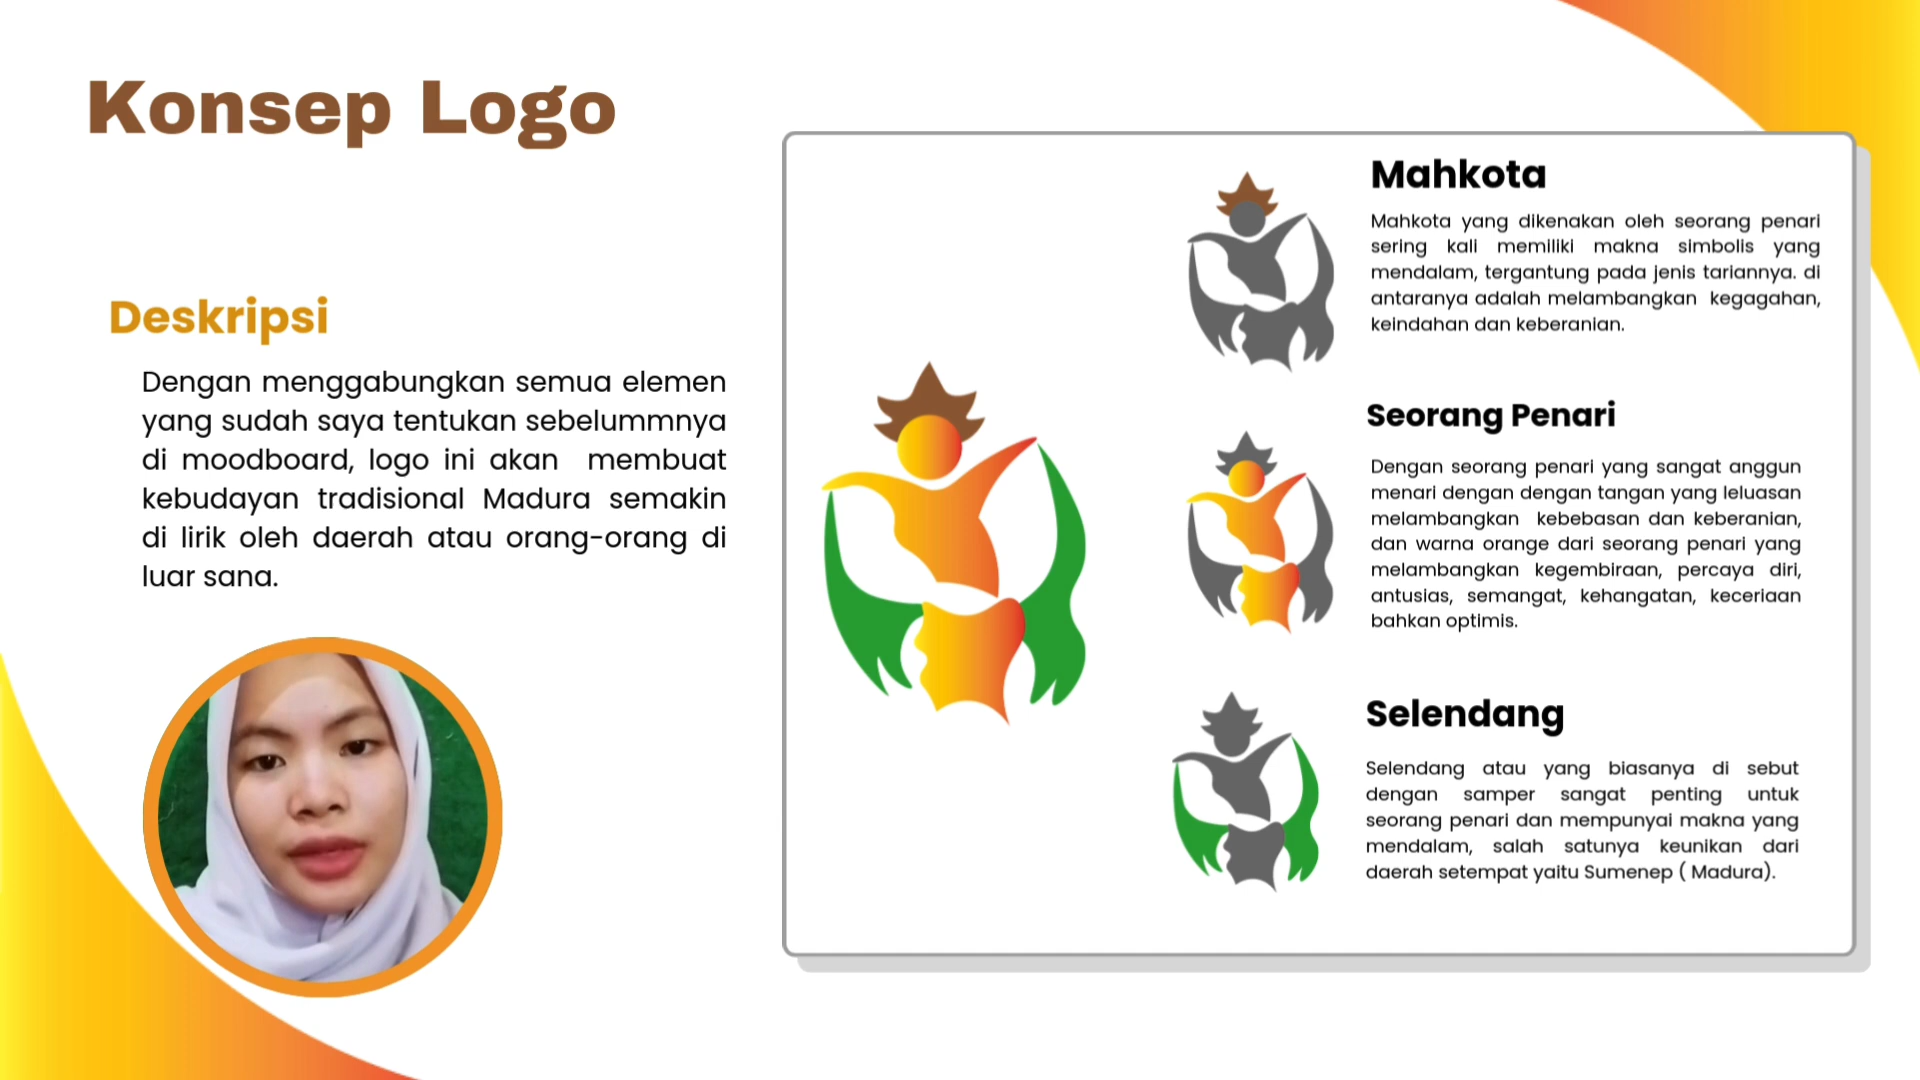 Konsep Logo
Deskripsi
Dengan menggabungkan semua elemen
yang sudah saya tentukan sebelummnya
di moodboard, logo ini akan membuat
kebudayan tradisional Madura semakin
di lirik oleh daerah atau orang-orang di
luar sana.
Mahkota
Mahkota yang dikenakan oleh seorang penari
sering kali memiliki makna simbolis yang
mendalam, tergantung pada jenis tariannya. di
antaranya adalah melambangkan kegagahan,
keindahan dan keberanian.
Seorang Penari
Dengan seorang penari yang sangat anggun
menari dengan dengan tangan yang leluasan
melambangkan kebebasan dan keberanian,
dan warna orange dari seorang penari yang
melambangkan kegembiraan, percaya diri,
antusias, semangat, kehangatan, keceriaan
bahkan optimis.
Selendang
Selendang atau yang biasanya di sebut
dengan samper sangat penting untuk
seorang penari dan mempunyai makna yang
mendalam, salah satunya keunikan dari
daerah setempat yaitu Sumenep ( Madura).